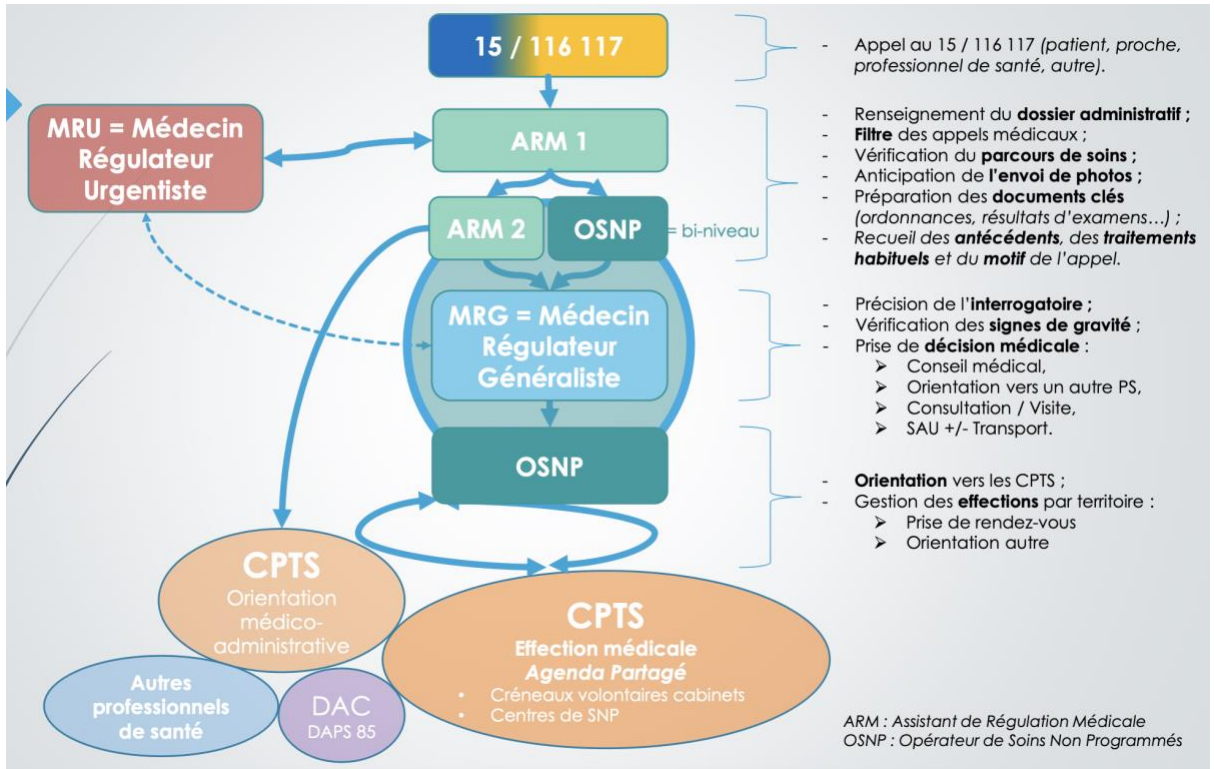 15 / 116 117
- Appel au 15 / 116 117 (patient, proche,
professionnel de santé, autre).
MRU = Médecin
Régulateur
Urgentiste
ARM 1
- Renseignement du dossier administratif ;
- Filtre des appels médicaux ;
- Vérification du parcours de soins ;
- Anticipation de l'envoi de photos ;
- Préparation des documents clés
(ordonnances, résultats d'examens…) ;
- Recueil des antécédents, des traitements
habituels et du motif de l'appel.
ARM 2
OSNP
= bi-niveau
MRG = Médecin
Régulateur
Généraliste
- Précision de l'interrogatoire ;
- Vérification des signes de gravité ;
- Prise de décision médicale :
➢ Conseil médical,
➢ Orientation vers un autre PS,
➢ Consultation / Visite,
➢ SAU +/- Transport.
OSNP
- Orientation vers les CPTS ;
- Gestion des effections par territoire :
➢ Prise de rendez-vous
➢ Orientation autre
CPTS
Orientation
médico-
administrative
CPTS
Effection médicale
Agenda Partagé
• Créneaux volontaires cabinets
• Centres de SNP
Autres
professionnels
de santé
DAC
DAPS 85
ARM : Assistant de Régulation Médicale
OSNP : Opérateur de Soins Non Programmés